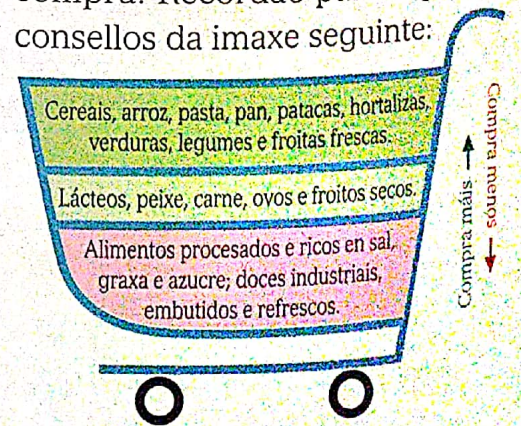 consellos da imaxe seguinte:
Cereais, arroz, pasta, pan, patacas, hortalizas,
verduras, legumes e froitas frescas.
Lácteos, peixe, carne, ovos e froitos secos.
Alimentos procesados e ricos en sal,
graxa e azucre; doces industriais,
embutidos e refrescos.
Compra máis
Compra menos